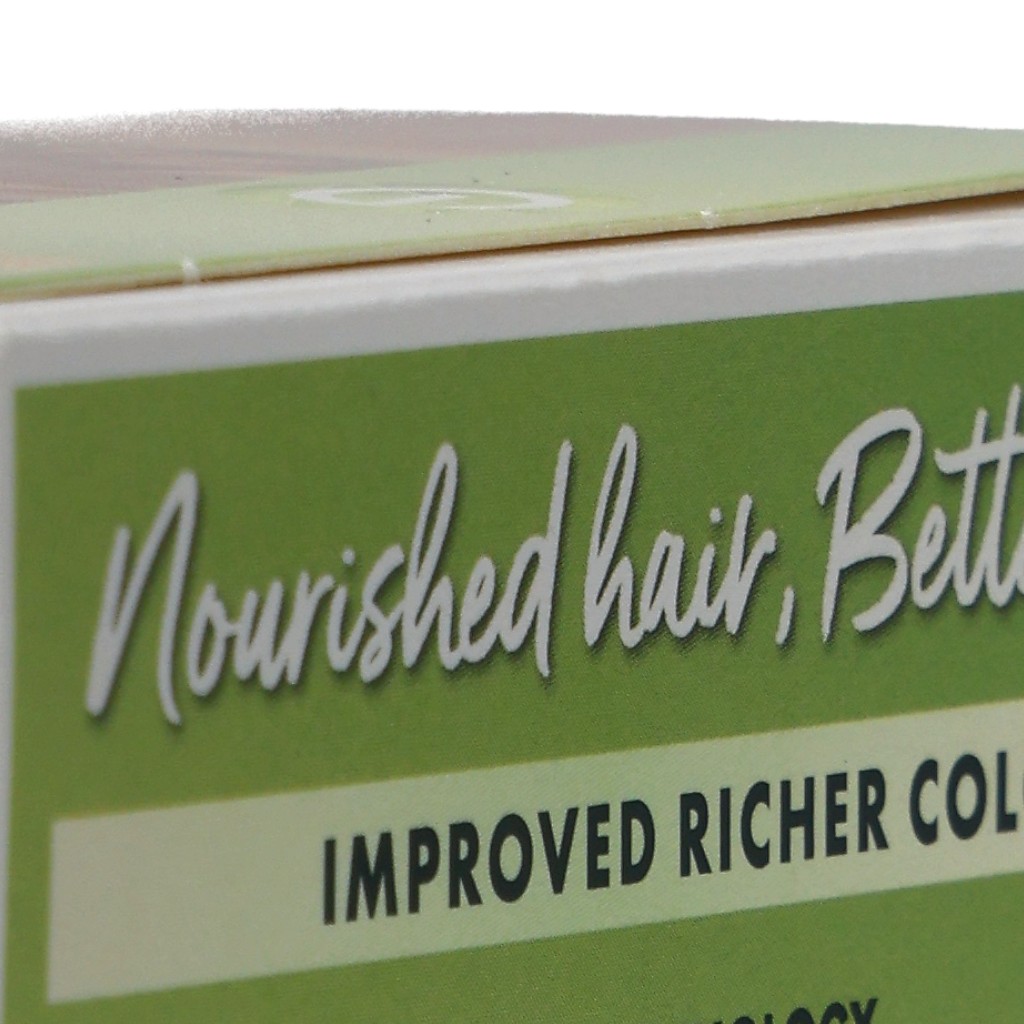 Nourished hair, Bett
IMPROVED RICHER COL